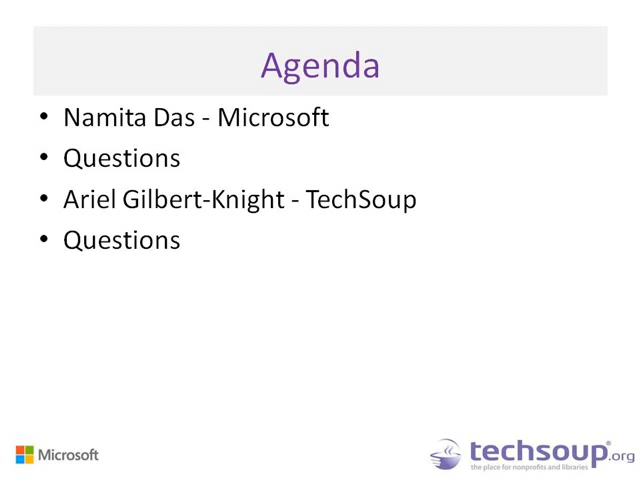 Agenda
• Namita Das - Microsoft
• Questions
• Ariel Gilbert-Knight - TechSoup
• Questions
Microsoft
techsoup®.org
the place for nonprofits and libraries